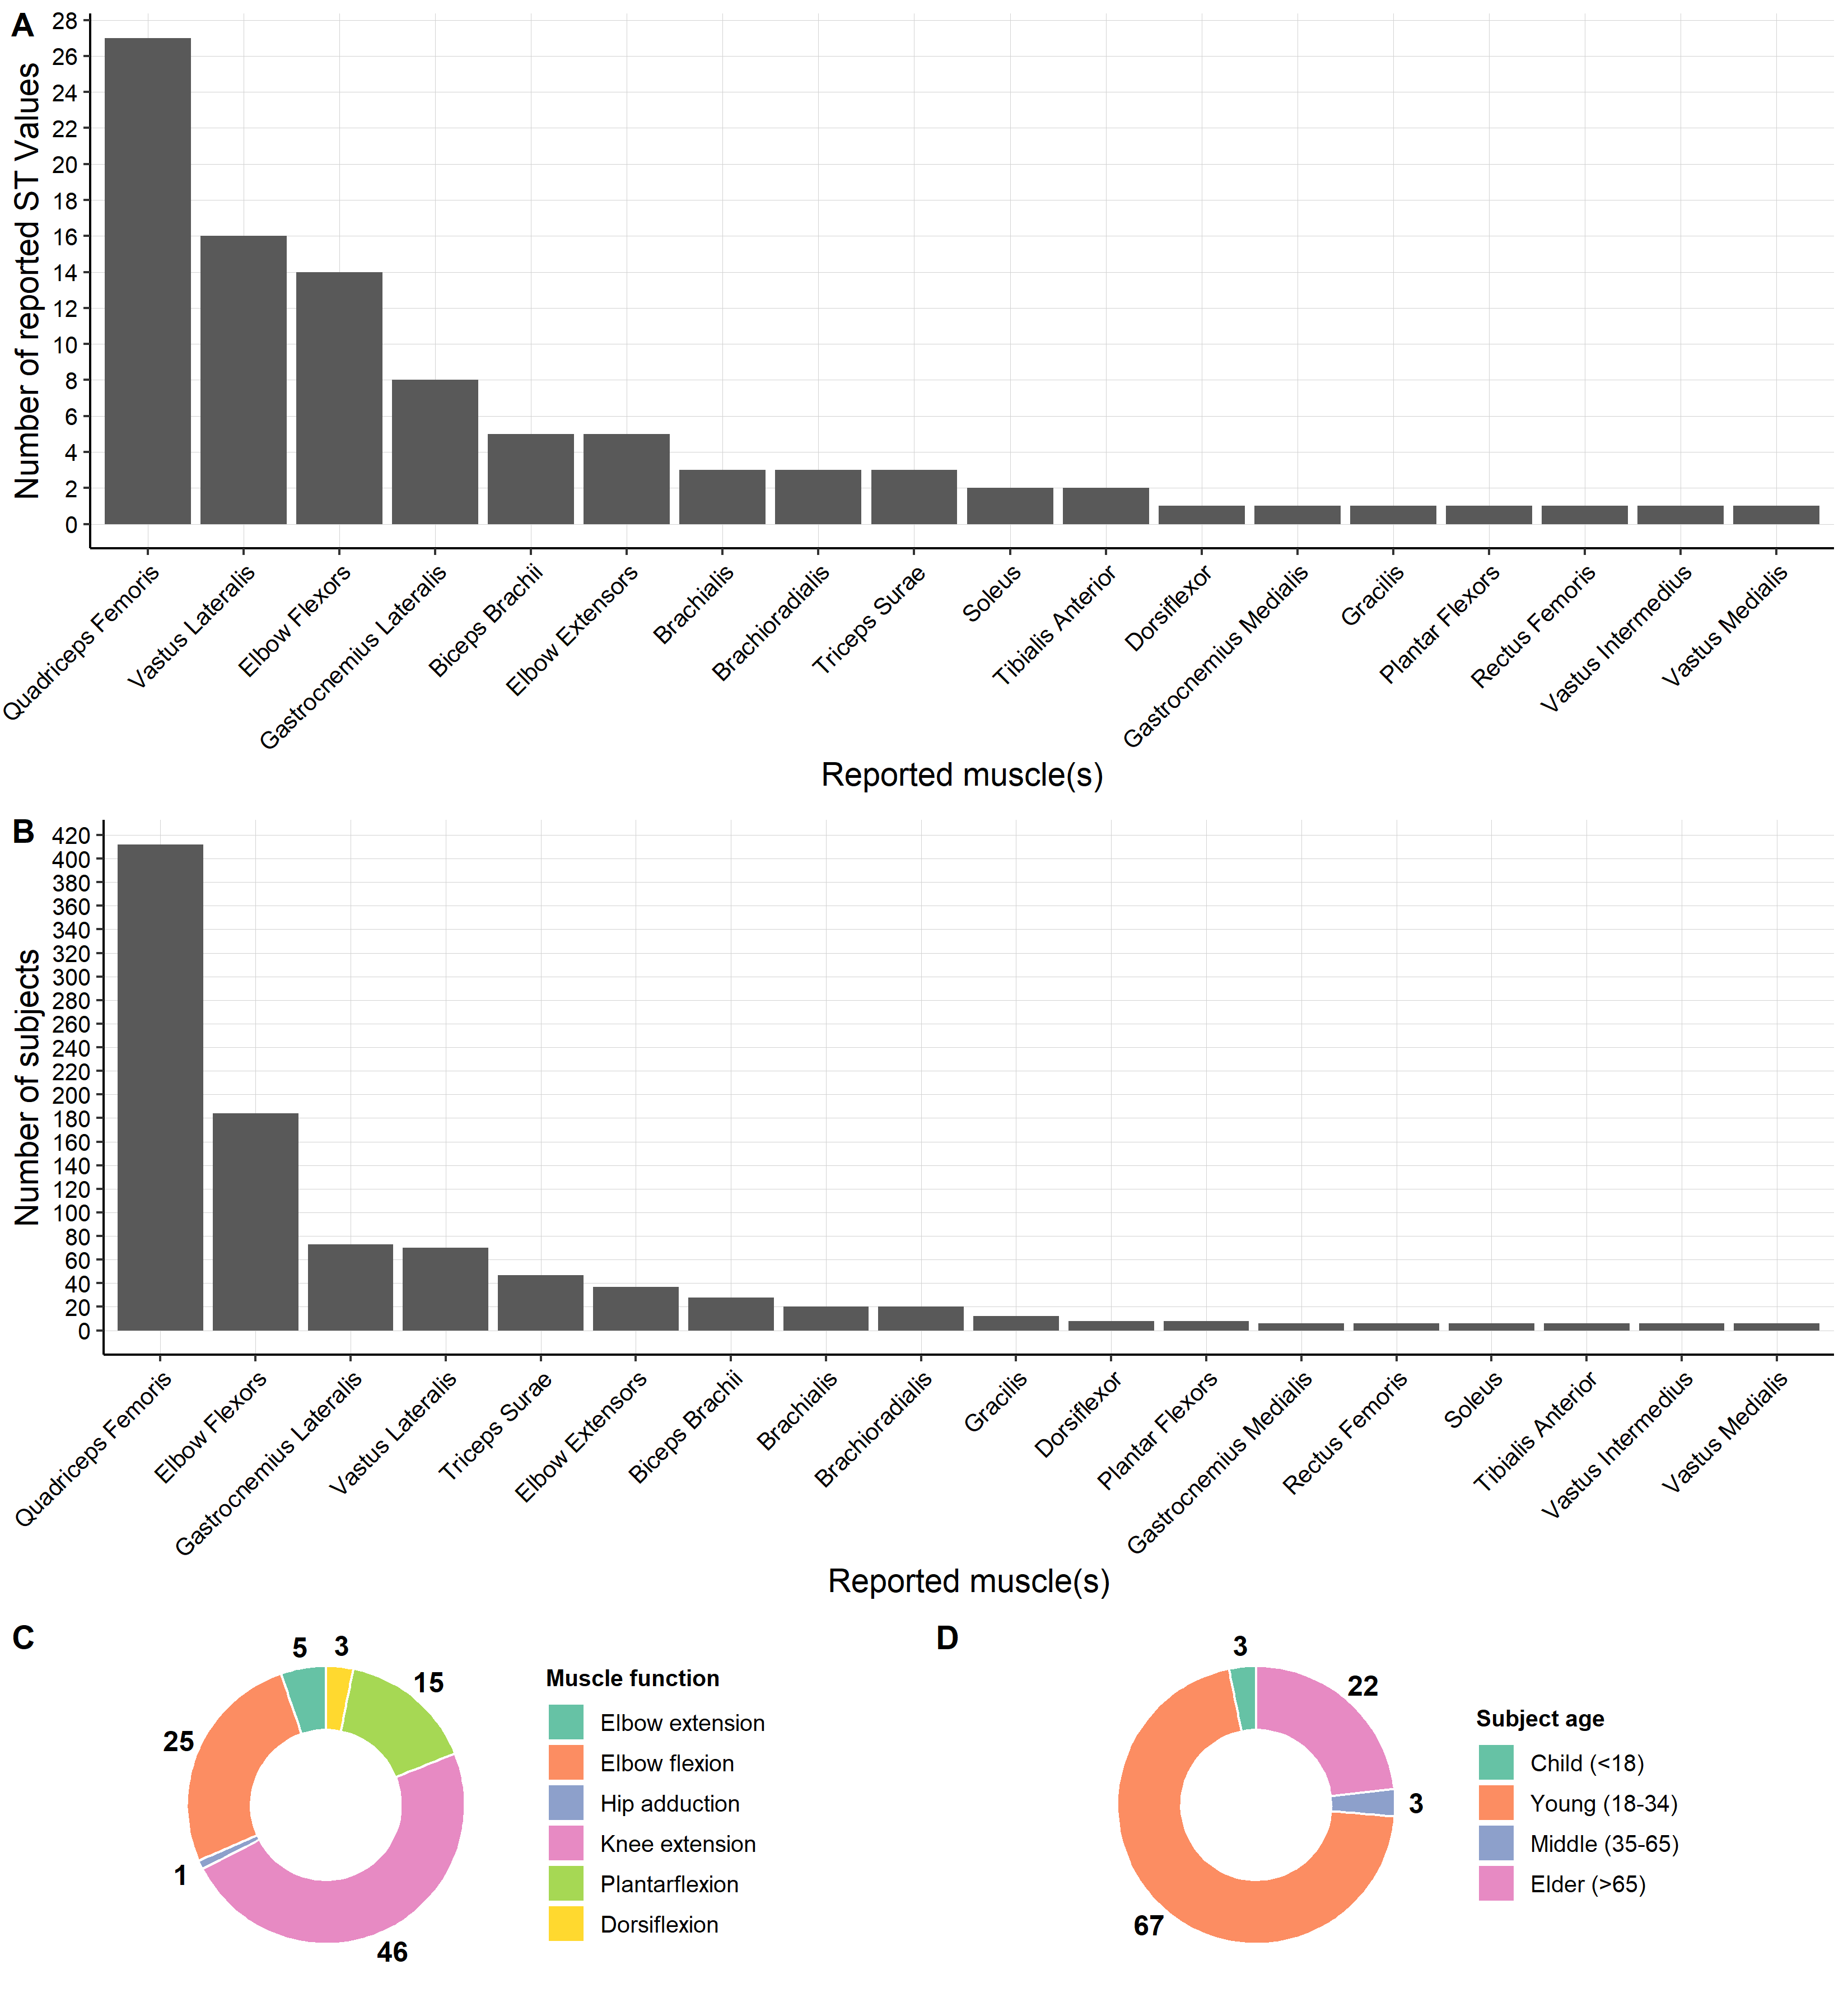 A
Number of reported ST Values
28
26
24
22
20
18
16
14
12
10
8
6
4
2
0
Quadriceps Femoris
Vastus Lateralis
Elbow Flexors
Gastrocnemius Lateralis
Biceps Brachii
Elbow Extensors
Brachialis
Brachioradialis
Triceps Surae
Soleus
Tibialis Anterior
Dorsiflexor
Gastrocnemius Medialis
Gracilis
Plantar Flexors
Rectus Femoris
Vastus Intermedius
Vastus Medialis
Reported muscle(s)
B
Number of subjects
420
400
380
360
340
320
300
280
260
240
220
200
180
160
140
120
100
80
60
40
20
0
Quadriceps Femoris
Elbow Flexors
Gastrocnemius Lateralis
Vastus Lateralis
Triceps Surae
Elbow Extensors
Biceps Brachii
Brachialis
Brachioradialis
Gracilis
Dorsiflexor
Plantar Flexors
Gastrocnemius Medialis
Rectus Femoris
Soleus
Tibialis Anterior
Vastus Intermedius
Vastus Medialis
Reported muscle(s)
C
5
3
15
25
1
46
Muscle function
Elbow extension
Elbow flexion
Hip adduction
Knee extension
Plantarflexion
Dorsiflexion
D
3
22
3
67
Subject age
Child (<18)
Young (18-34)
Middle (35-65)
Elder (>65)